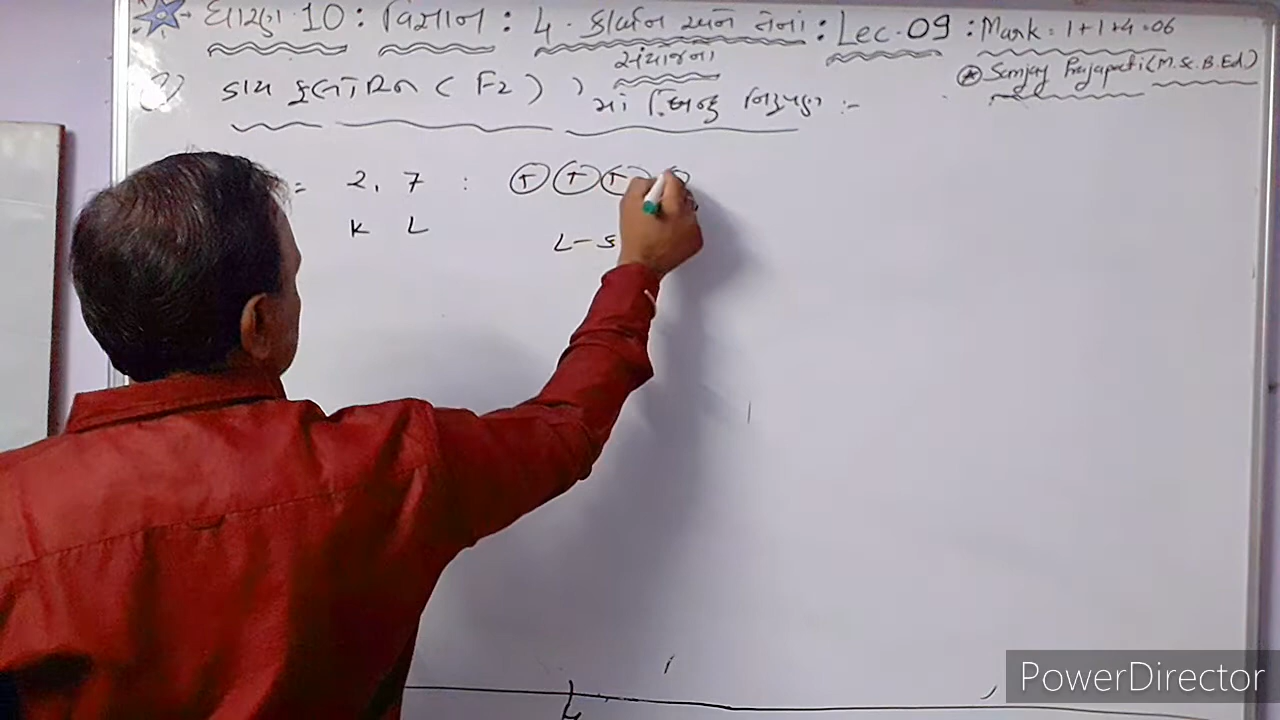 ધોરણ 10 : વિજ્ઞાન : 4. કાર્બન અને તેનાં : Lec. 09 : Mark = 1+1+4 = 06
સંયોજનો
Sanjay Prajapati (M.Sc. B.Ed)
ડાય ફ્લોરિન ( F2 ) માં બિન્દુ નિરૂપણ :-
= 2, 7 :
K L
L - s
PowerDirector